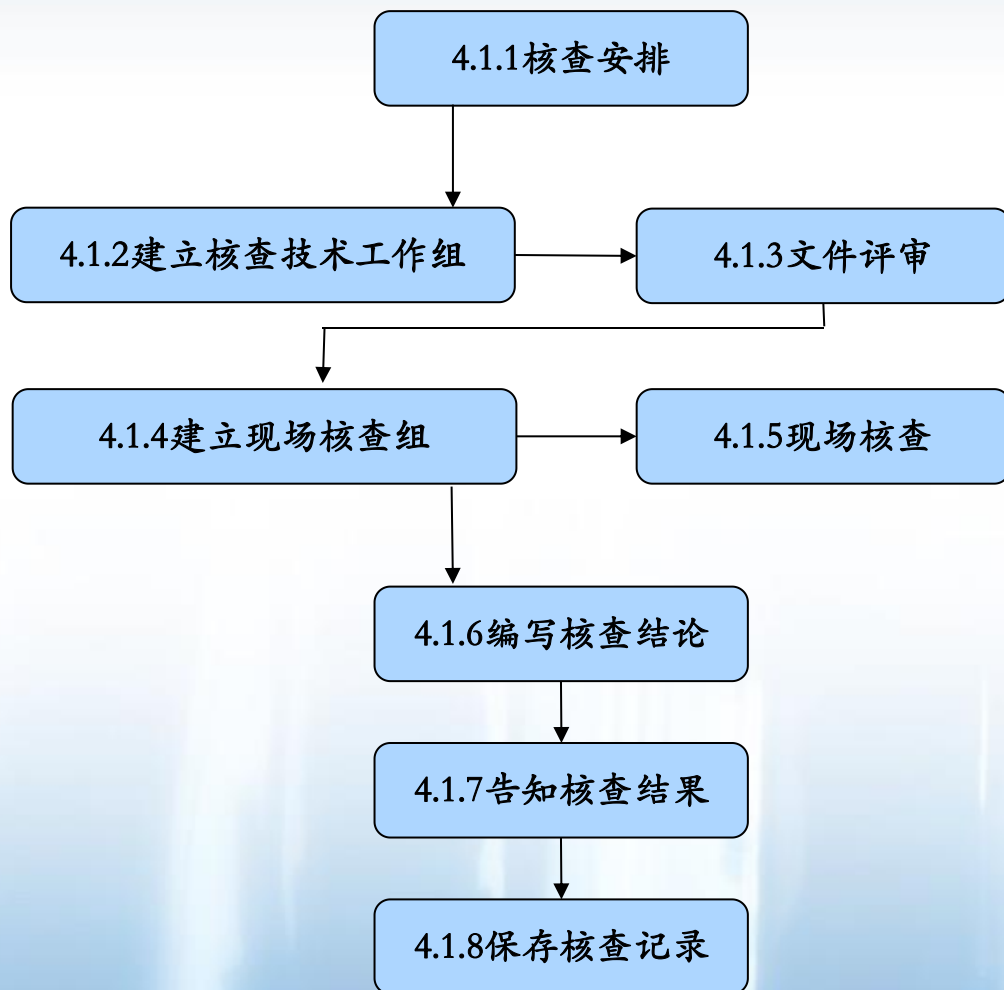 4.1.1核查安排
4.1.2建立核查技术工作组
4.1.3文件评审
4.1.4建立现场核查组
4.1.5现场核查
4.1.6编写核查结论
4.1.7告知核查结果
4.1.8保存核查记录